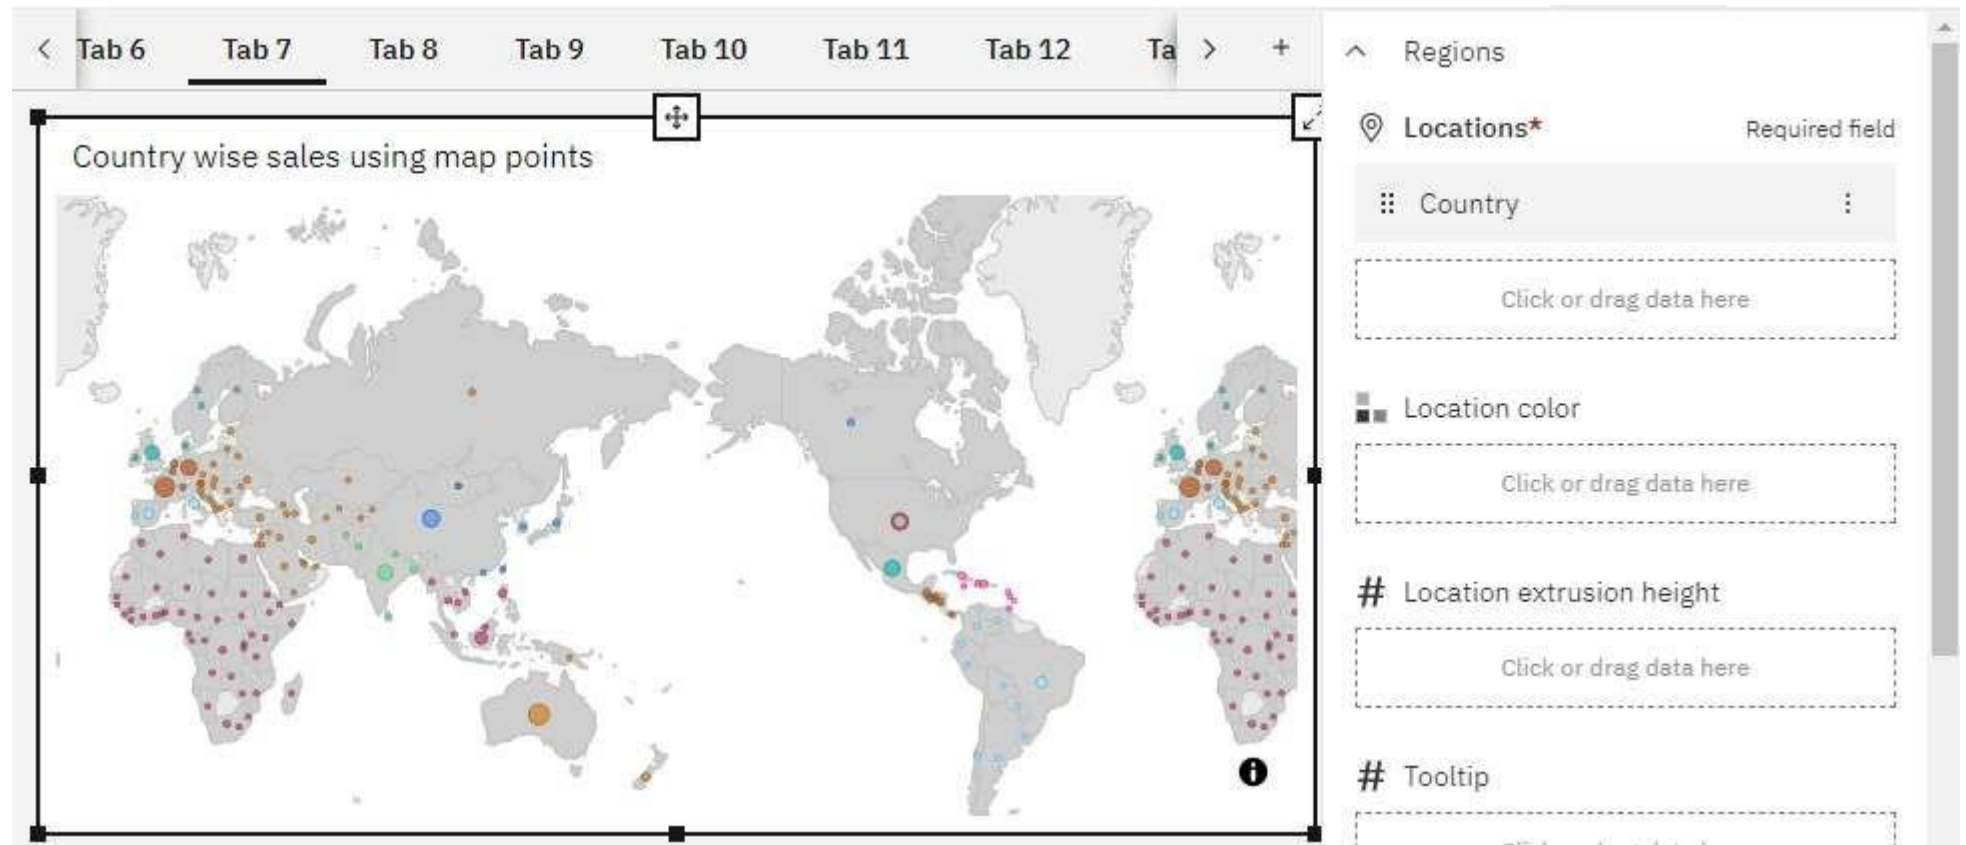 Tab 6
Tab 7
Tab 8
Tab 9
Tab 10
Tab 11
Tab 12
Ta
Country wise sales using map points
Regions
Locations*
Required field
Country
Click or drag data here
Location color
Click or drag data here
# Location extrusion height
Click or drag data here
# Tooltip